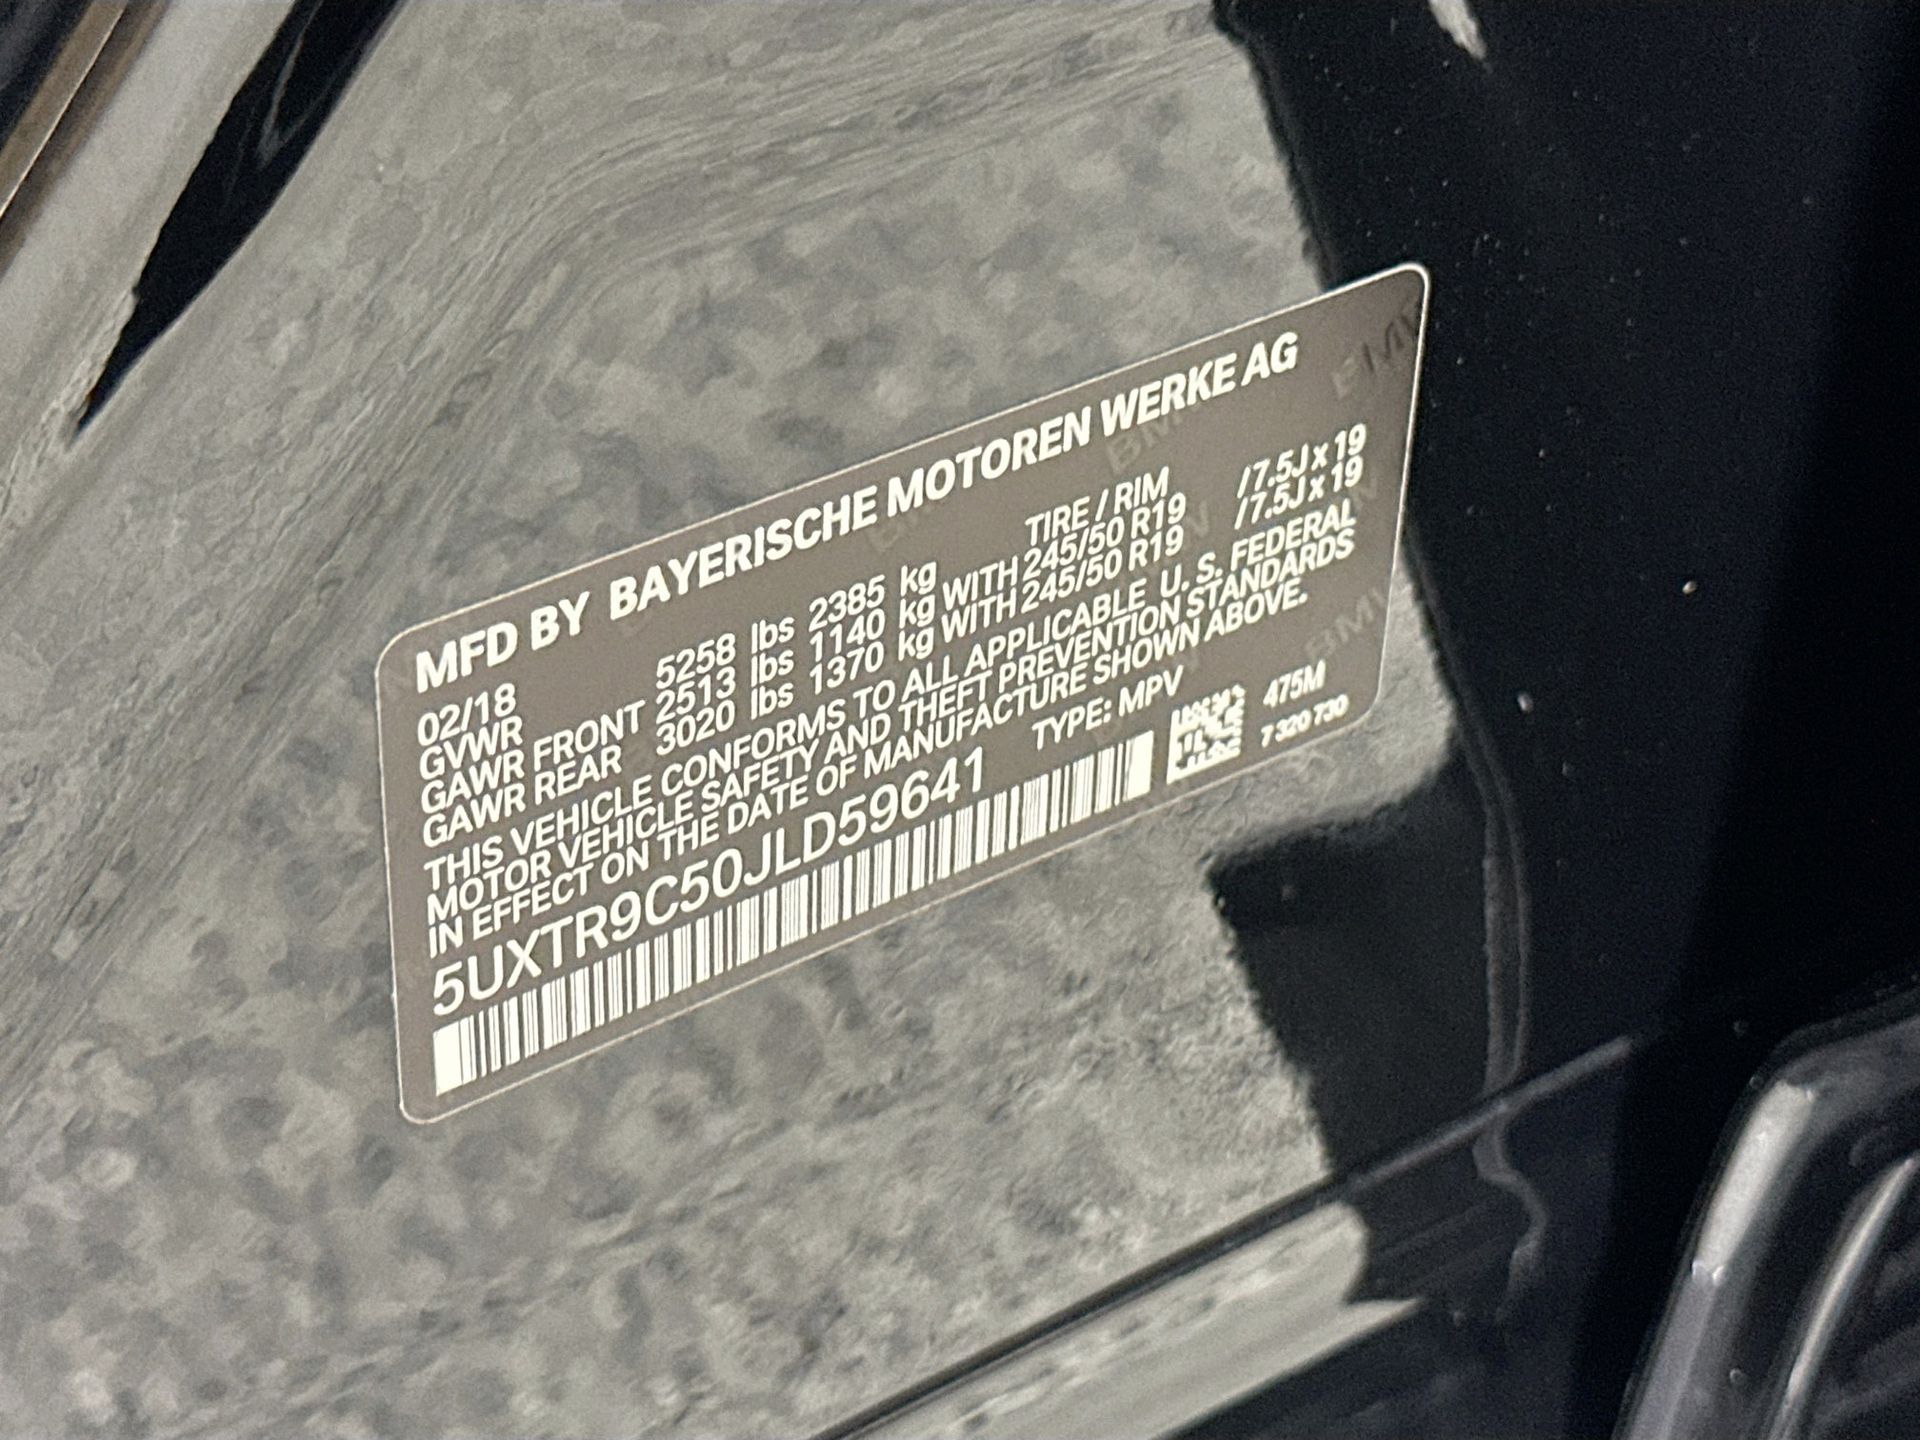 MFD BY BAYERISCHE MOTOREN WERKE AG
02/18 TIRE / RIM
GVWR 5258 lbs 2385 kg
GAWR FRONT 2513 lbs 1140 kg WITH 245/50 R19 /7.5J x 19
GAWR REAR 3020 lbs 1370 kg WITH 245/50 R19 /7.5J x 19
THIS VEHICLE CONFORMS TO ALL APPLICABLE U. S. FEDERAL
MOTOR VEHICLE SAFETY AND THEFT PREVENTION STANDARDS
IN EFFECT ON THE DATE OF MANUFACTURE SHOWN ABOVE.
5UXTR9C50JLD59641 TYPE: MPV 475M
7 320 730